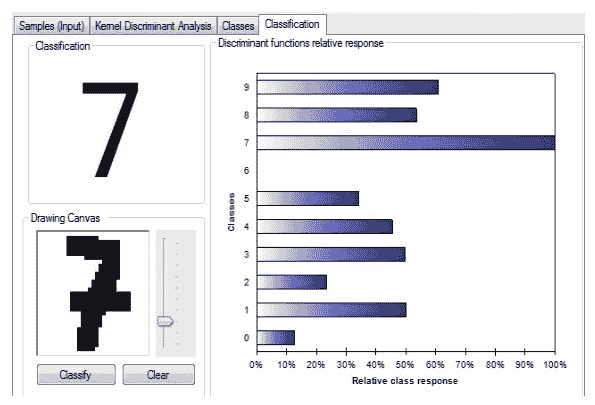 Samples (Input) Kernel Discriminant Analysis Classes Classification
Classification
7
Drawing Canvas
7
Classify Clear
Discriminant functions relative response
Classes
9
8
7
6
5
4
3
2
1
0
0% 10% 20% 30% 40% 50% 60% 70% 80% 90% 100%
Relative class response